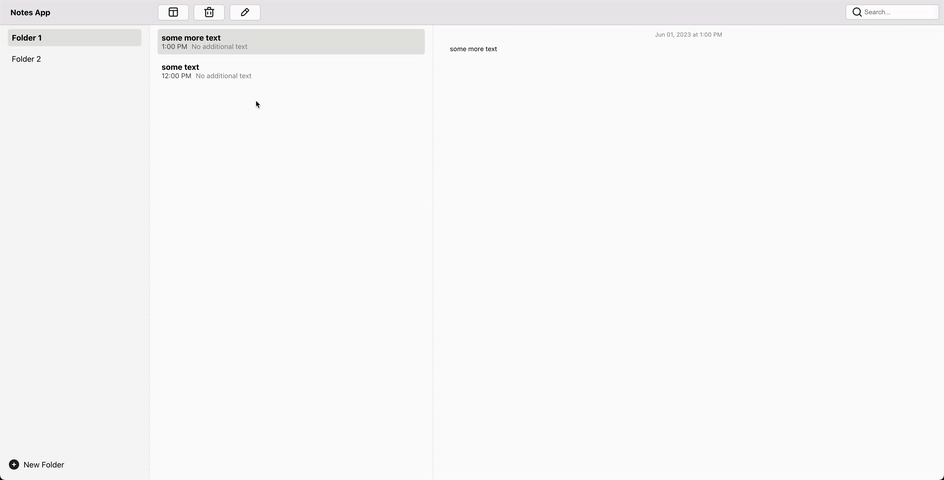 Notes App
Search...
Folder 1
Folder 2
New Folder
some more text
1:00 PM No additional text
some text
12:00 PM No additional text
Jun 01, 2023 at 1:00 PM
some more text